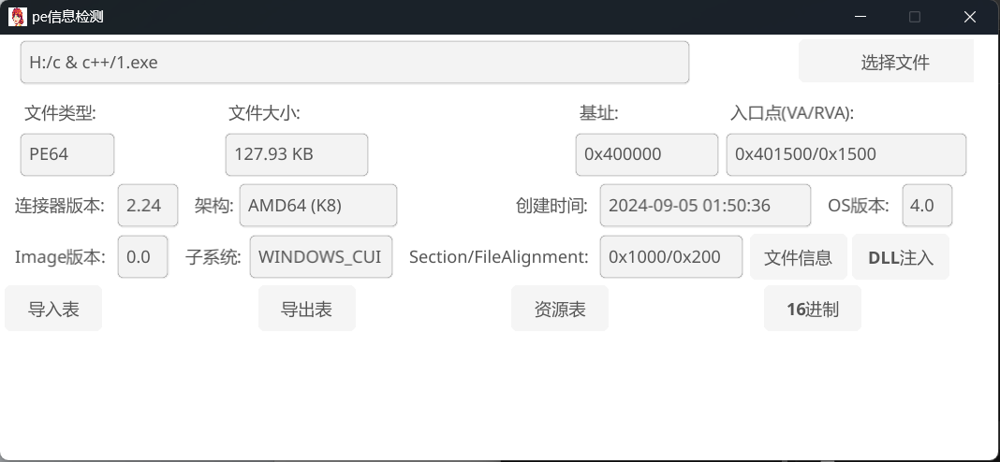 pe信息检测
H:/c & c++/1.exe 选择文件
文件类型: 文件大小: 基址: 入口点(VA/RVA):
PE64 127.93 KB 0x400000 0x401500/0x1500
连接器版本: 2.24 架构: AMD64 (K8) 创建时间: 2024-09-05 01:50:36 OS版本: 4.0
Image版本: 0.0 子系统: WINDOWS_CUI Section/FileAlignment: 0x1000/0x200 文件信息 DLL注入
导入表 导出表 资源表 16进制